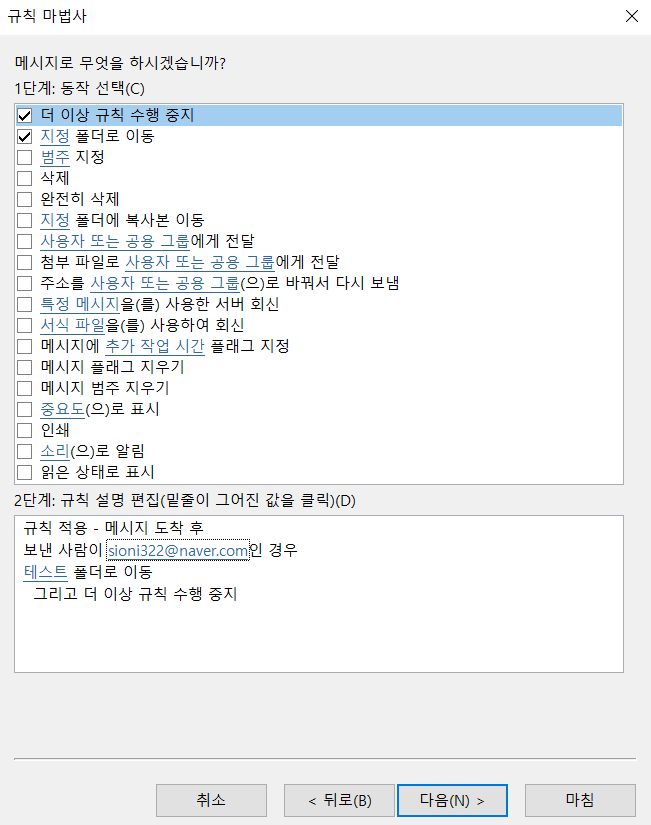 규칙 마법사
메시지로 무엇을 하시겠습니까?
1단계: 동작 선택(C)
더 이상 규칙 수행 중지
지정 폴더로 이동
범주 지정
삭제
완전히 삭제
지정 폴더에 복사본 이동
사용자 또는 공용 그룹에게 전달
첨부 파일로 사용자 또는 공용 그룹에게 전달
주소를 사용자 또는 공용 그룹(으)로 바꿔서 다시 보냄
특정 메시지을(를) 사용한 서버 회신
서식 파일을(를) 사용하여 회신
메시지에 추가 작업 시간 플래그 지정
메시지 플래그 지우기
메시지 범주 지우기
중요도(으)로 표시
인쇄
소리(으)로 알림
읽은 상태로 표시
2단계: 규칙 설명 편집(밑줄이 그어진 값을 클릭)(D)
규칙 적용 - 메시지 도착 후
보낸 사람이 sioni322@naver.com인 경우
테스트 폴더로 이동
그리고 더 이상 규칙 수행 중지
취소 < 뒤로(B) 다음(N) > 마침